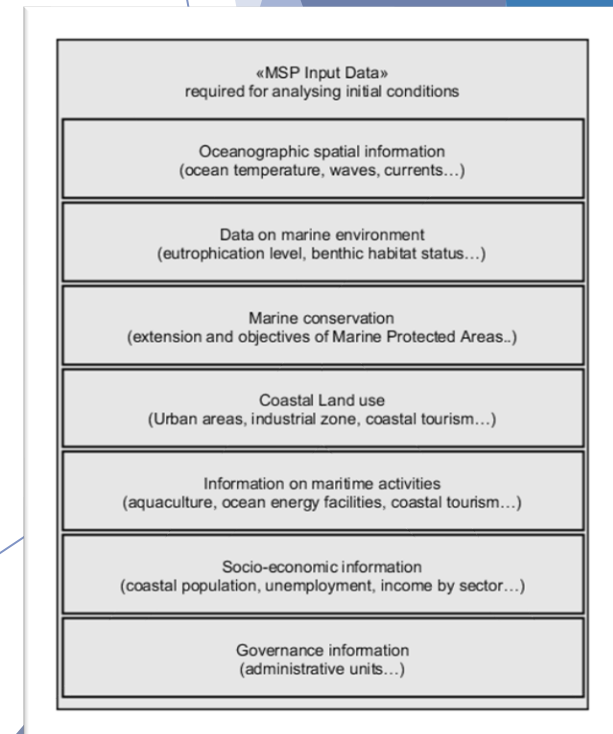 «MSP Input Data»
required for analysing initial conditions
Oceanographic spatial information
(ocean temperature, waves, currents…)
Data on marine environment
(eutrophication level, benthic habitat status…)
Marine conservation
(extension and objectives of Marine Protected Areas..)
Coastal Land use
(Urban areas, industrial zone, coastal tourism…)
Information on maritime activities
(aquaculture, ocean energy facilities, coastal tourism…)
Socio-economic information
(coastal population, unemployment, income by sector…)
Governance information
(administrative units…)